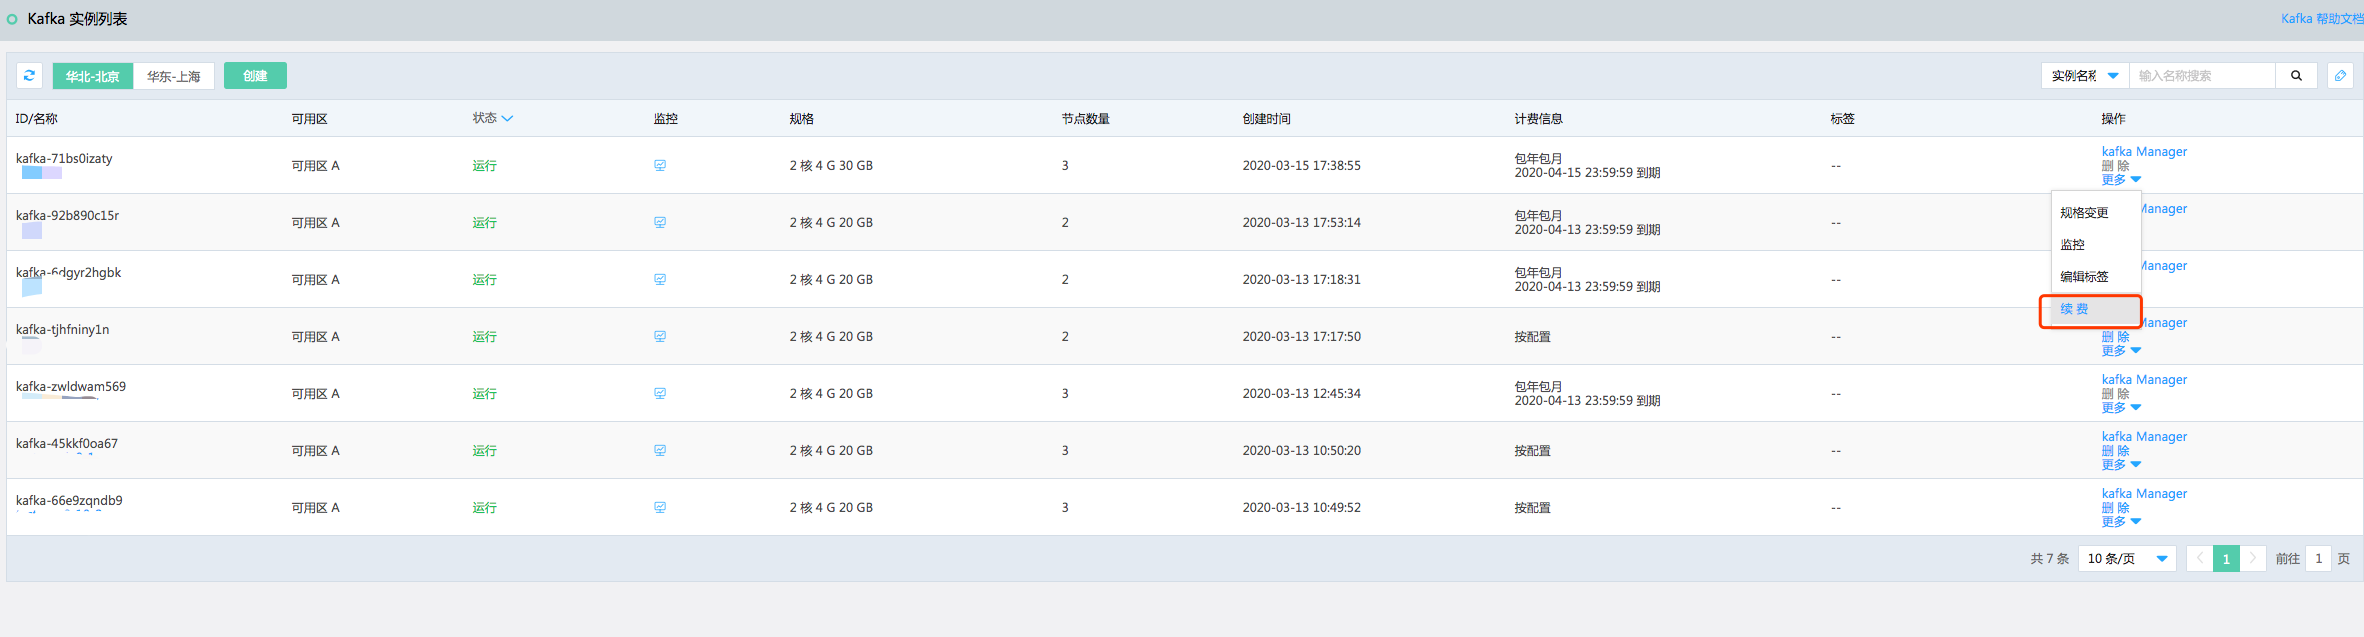 Kafka 实例列表
Kafka 帮助文档
华北-北京 华东-上海 创建 实例名称 输入名称搜索
ID/名称 可用区 状态 监控 规格 节点数量 创建时间 计费信息 标签 操作
kafka-71bs0izaty 可用区 A 运行 2 核 4 G 30 GB 3 2020-03-15 17:38:55 包年包月 -- kafka Manager
2020-04-15 23:59:59 到期 删 除
更多
kafka-92b890c15r 可用区 A 运行 2 核 4 G 20 GB 2 2020-03-13 17:53:14 包年包月 -- Manager
2020-04-13 23:59:59 到期
规格变更
监控
编辑标签
续 费
kafka-6dgyr2hgbk 可用区 A 运行 2 核 4 G 20 GB 2 2020-03-13 17:18:31 包年包月 -- Manager
2020-04-13 23:59:59 到期
kafka-tjhfniny1n 可用区 A 运行 2 核 4 G 20 GB 2 2020-03-13 17:17:50 按配置 -- Manager
删 除
更多
kafka-zwldwam569 可用区 A 运行 2 核 4 G 20 GB 3 2020-03-13 12:45:34 包年包月 -- kafka Manager
2020-04-13 23:59:59 到期 删 除
更多
kafka-45kkf0oa67 可用区 A 运行 2 核 4 G 20 GB 3 2020-03-13 10:50:20 按配置 -- kafka Manager
删 除
更多
kafka-66e9zqndb9 可用区 A 运行 2 核 4 G 20 GB 3 2020-03-13 10:49:52 按配置 -- kafka Manager
删 除
更多
共 7 条 10 条/页 1 前往 1 页